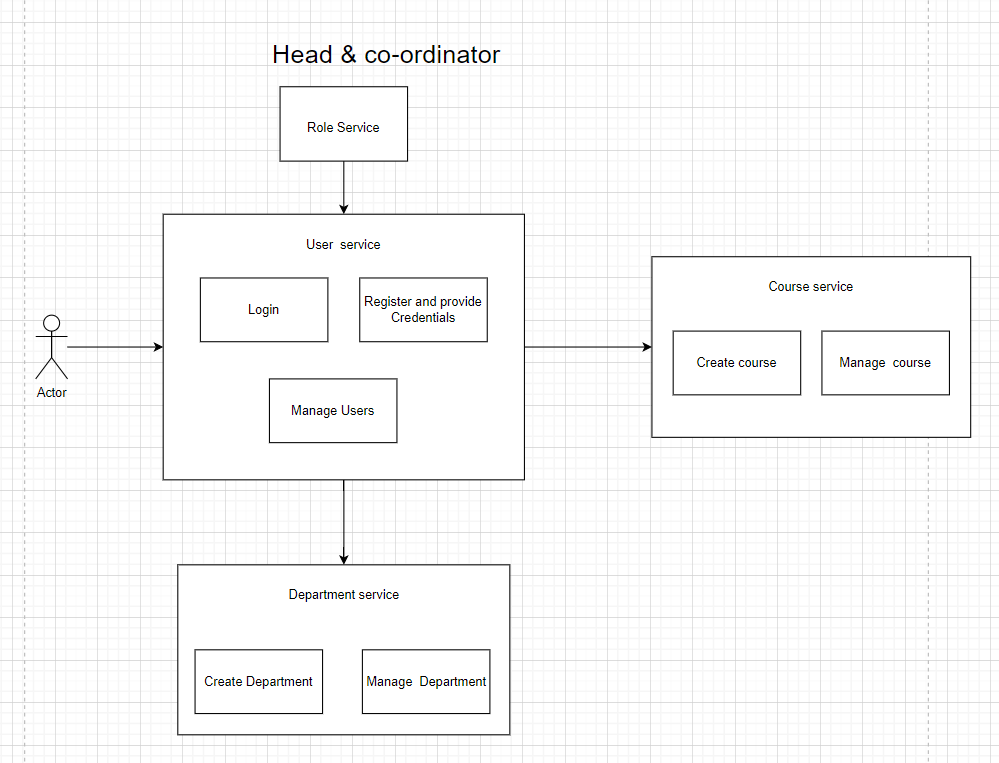 Head & co-ordinator
Role Service
User service
Login
Register and provide
Credentials
Manage Users
Actor
Course service
Create course
Manage course
Department service
Create Department
Manage Department